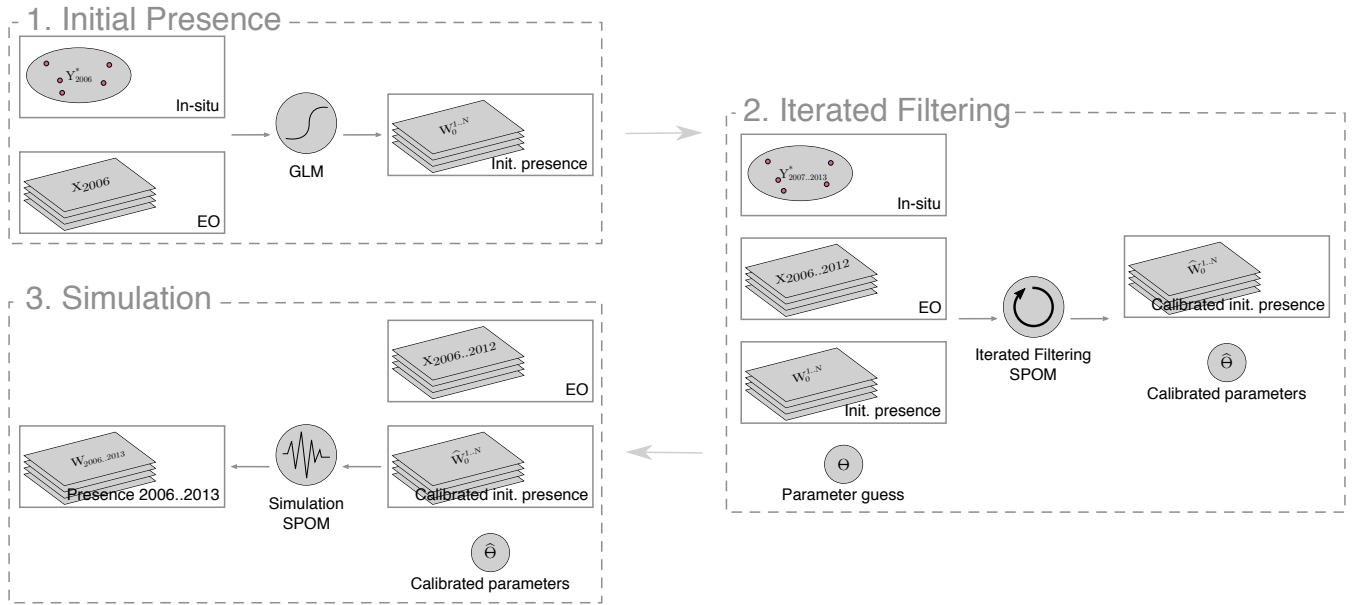 1. Initial Presence
Y*2006
In-situ
X2006
EO
GLM
W0^1..N
Init. presence
2. Iterated Filtering
Y*2007..2013
In-situ
X2006..2012
EO
W0^1..N
Init. presence
Θ
Parameter guess
Iterated Filtering
SPOM
Ŵ0^1..N
Calibrated init. presence
Θ̂
Calibrated parameters
3. Simulation
X2006..2012
EO
Ŵ0^1..N
Calibrated init. presence
Θ̂
Calibrated parameters
Simulation
SPOM
W2006..2013
Presence 2006..2013